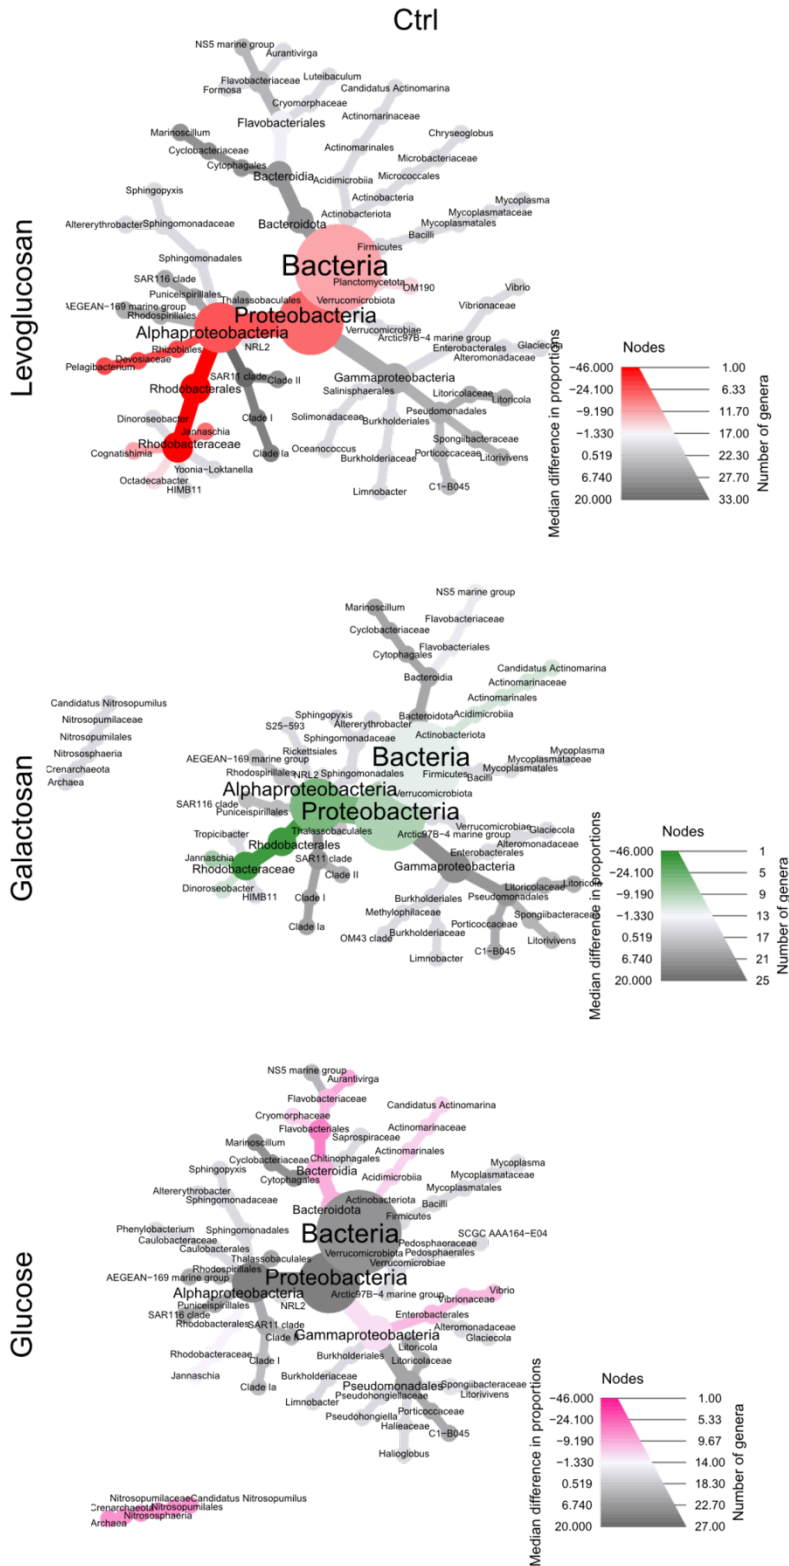 Ctrl
Levoglucosan
NS5 marine group
Aurantivirga
Flavobacteriaceae
Luteibaculum
Formosa
Candidatus Actinomarina
Cryomorphaceae
Actinomarinaceae
Flavobacteriales
Marinoscillum
Chryseoglobus
Cyclobacteriaceae
Actinomarinales
Microbacteriaceae
Cytophagales
Bacteroidia
Acidimicrobiia
Micrococcales
Sphingopyxis
Actinobacteria
Mycoplasma
Actinobacteriota
Mycoplasmataceae
Altererythrobacter
Sphingomonadaceae
Bacteroidota
Mycoplasmatales
Bacilli
Firmicutes
Sphingomonadales
Bacteria
SAR116 clade
Planctomycetota
OM190
Vibrio
Puniceispirillales
Thalassobaculales
Verrucomicrobiota
Vibrionaceae
AEGEAN−169 marine group
Rhodospirillales
Proteobacteria
Alphaproteobacteria
Verrucomicrobiae
Arctic97B−4 marine group
Rhizobiales
NRL2
Enterobacterales
Glaciecola
Devosiaceae
Alteromonadaceae
Pelagibacterium
SAR11 clade
Clade II
Gammaproteobacteria
Rhodobacterales
Salinisphaerales
Litoricolaceae
Litoricola
Dinoroseobacter
Clade I
Solimonadaceae
Pseudomonadales
Jannaschia
Burkholderiales
Rhodobacteraceae
Spongiibacteraceae
Cognatishimia
Clade Ia
Oceanococcus
Porticoccaceae
Litorivivens
Yoonia−Loktanella
Burkholderiaceae
Octadecabacter
HIMB11
Limnobacter
C1−B045
Nodes
−46.000 1.00
−24.100 6.33
−9.190 11.70
−1.330 17.00
0.519 22.30
6.740 27.70
20.000 33.00
Median difference in proportions
Number of genera
Galactosan
NS5 marine group
Marinoscillum
Flavobacteriaceae
Cyclobacteriaceae
Flavobacteriales
Cytophagales
Candidatus Actinomarina
Bacteroidia
Actinomarinaceae
Actinomarinales
Candidatus Nitrosopumilus
Sphingopyxis
Bacteroidota
Acidimicrobiia
Nitrosopumilaceae
S25−593
Altererythrobacter
Actinobacteriota
Nitrosopumilales
Sphingomonadaceae
Mycoplasma
Nitrososphaeria
AEGEAN−169 marine group
Rickettsiales
Bacteria
Mycoplasmataceae
Crenarchaeota
Rhodospirillales
NRL2
Sphingomonadales
Firmicutes
Mycoplasmatales
Archaea
Bacilli
Alphaproteobacteria
Verrucomicrobiota
SAR116 clade
Puniceispirillales
Proteobacteria
Tropicibacter
Thalassobaculales
Arctic97B−4 marine group
Verrucomicrobiae
Glaciecola
Rhodobacterales
Alteromonadaceae
Jannaschia
SAR11 clade
Enterobacterales
Rhodobacteraceae
Clade II
Gammaproteobacteria
Dinoroseobacter
Litoricolaceae
Litoricola
HIMB11
Clade I
Burkholderiales
Pseudomonadales
Methylophilaceae
Spongiibacteraceae
Clade Ia
Porticoccaceae
OM43 clade
Burkholderiaceae
Litorivivens
Limnobacter
C1−B045
Nodes
−46.000 1
−24.100 5
−9.190 9
−1.330 13
0.519 17
6.740 21
20.000 25
Median difference in proportions
Number of genera
Glucose
NS5 marine group
Aurantivirga
Flavobacteriaceae
Candidatus Actinomarina
Cryomorphaceae
Flavobacteriales
Actinomarinaceae
Marinoscillum
Saprospiraceae
Actinomarinales
Cyclobacteriaceae
Chitinophagales
Mycoplasma
Sphingopyxis
Bacteroidia
Mycoplasmataceae
Cytophagales
Acidimicrobiia
Mycoplasmatales
Altererythrobacter
Actinobacteriota
Bacilli
Sphingomonadaceae
Bacteroidota
Firmicutes
Phenylobacterium
Sphingomonadales
Bacteria
SCGC AAA164−E04
Caulobacteraceae
Pedosphaeraceae
Caulobacterales
Verrucomicrobiota
Pedosphaerales
Thalassobaculales
Verrucomicrobiae
Rhodospirillales
AEGEAN−169 marine group
Proteobacteria
Vibrio
Alphaproteobacteria
Arctic97B−4 marine group
Vibrionaceae
Puniceispirillales
NRL2
Enterobacterales
SAR116 clade
Rhodobacterales
SAR11 clade
Gammaproteobacteria
Alteromonadaceae
Glaciecola
Litoricola
Rhodobacteraceae
Clade I
Burkholderiales
Litoricolaceae
Jannaschia
Burkholderiaceae
Pseudomonadales
Spongiibacteraceae
Clade Ia
Pseudohongiellaceae
Litorivivens
Limnobacter
Porticoccaceae
Pseudohongiella
Halieaceae
C1−B045
Halioglobus
Nitrosopumilaceae
Candidatus Nitrosopumilus
Crenarchaeota
Nitrosopumilales
Nitrososphaeria
Archaea
Nodes
−46.000 1.00
−24.100 5.33
−9.190 9.67
−1.330 14.00
0.519 18.30
6.740 22.70
20.000 27.00
Median difference in proportions
Number of genera